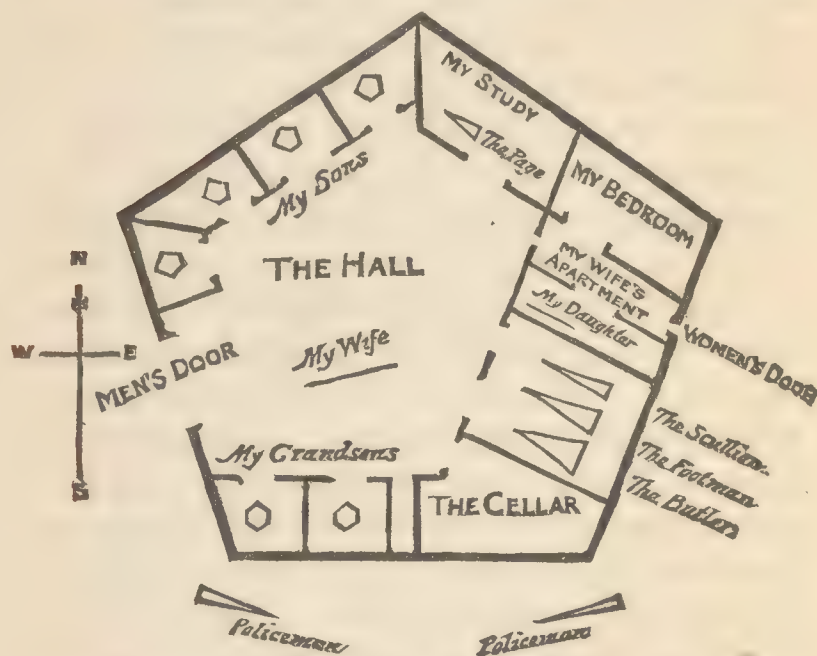 MY STUDY
The Page
MY BEDROOM
My Sons
N
THE HALL
MY WIFE'S
APARTMENT
My Daughter
W
E
MEN'S DOOR
My Wife
WOMEN'S DOOR
The Scullion
The Footman
The Butler
My Grandsons
S
THE CELLAR
Policeman
Policeman